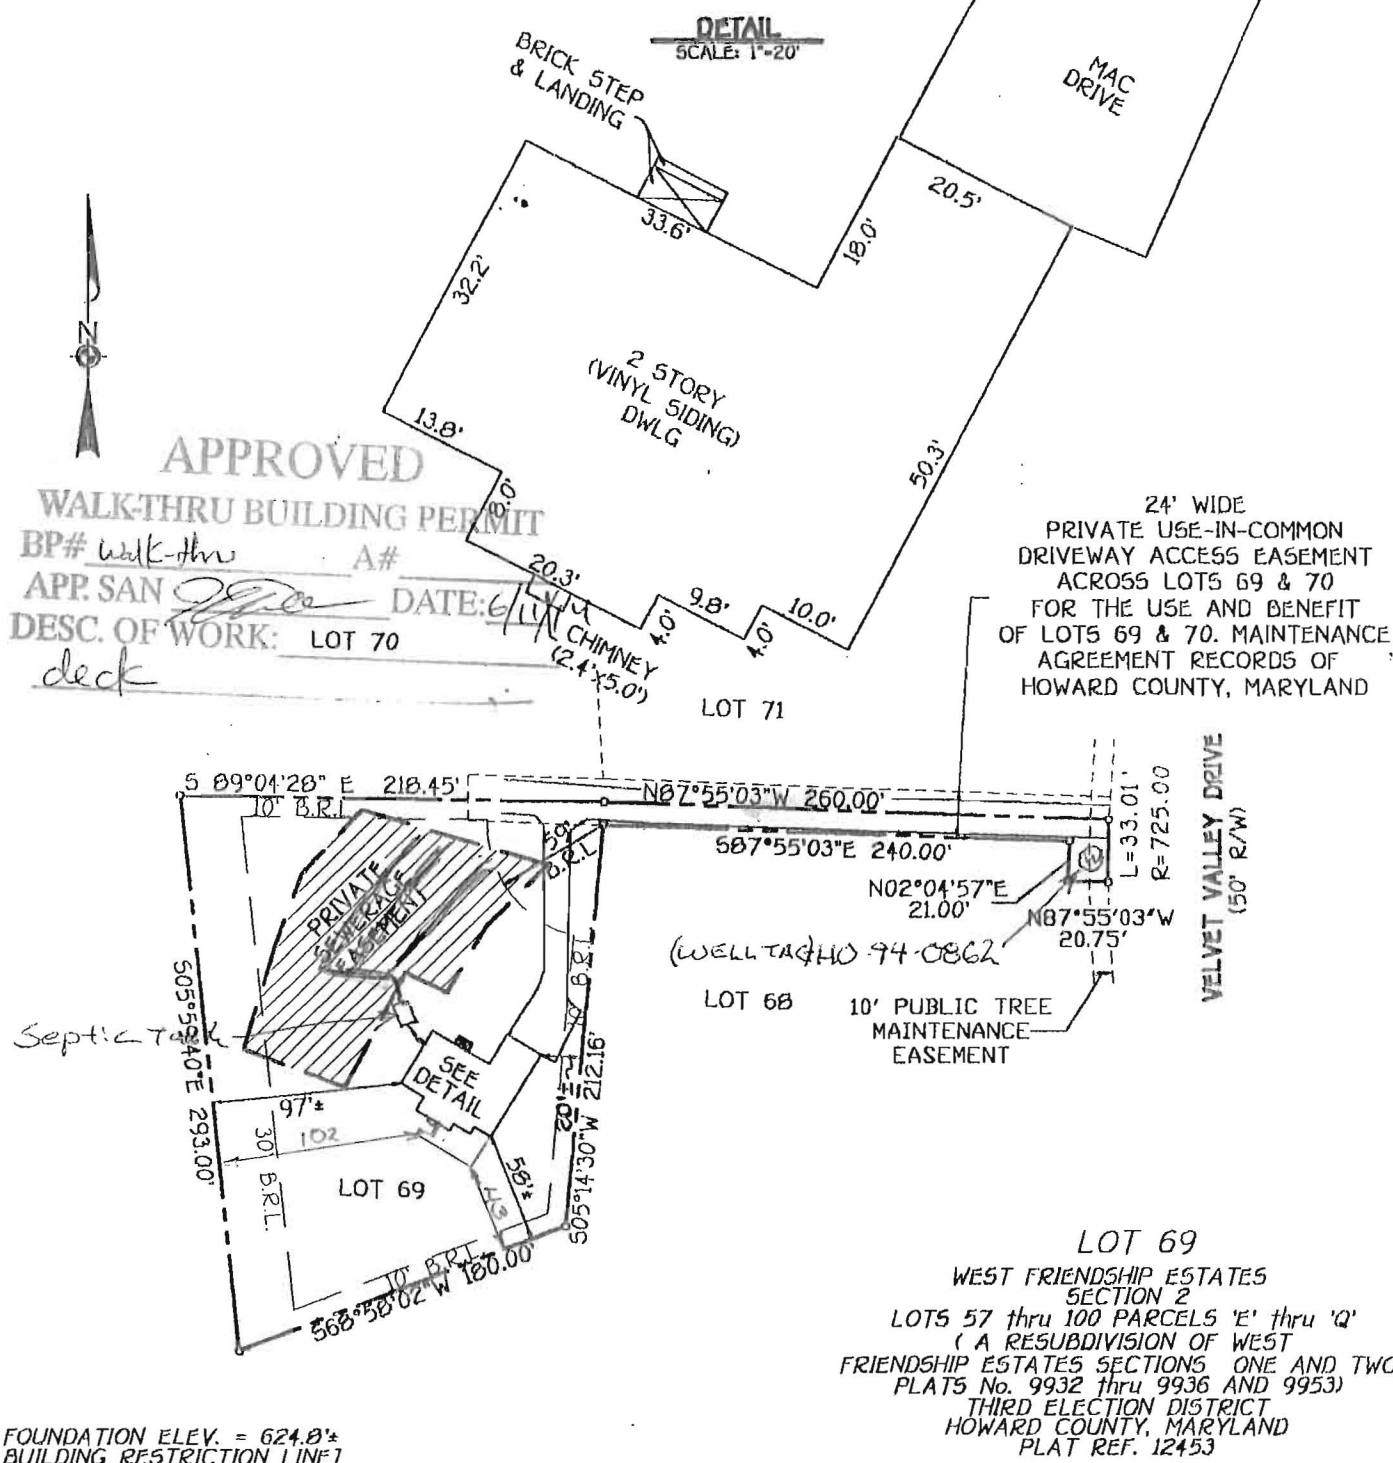 DETAIL
SCALE: 1"=20'
BRICK STEP
& LANDING
MAC
DRIVE
33.6'
20.5'
18.0'
32.2'
2 STORY
(VINYL SIDING)
DWLG
N
13.8'
8.0'
50.3'
20.3'
4.0'
9.8'
4.0'
10.0'
CHIMNEY
(2.4'x5.0')
APPROVED
WALK-THRU BUILDING PERMIT
BP# walk-thru A#
APP. SAN DATE: 6/11/14
DESC. OF WORK: LOT 70
deck
24' WIDE
PRIVATE USE-IN-COMMON
DRIVEWAY ACCESS EASEMENT
ACROSS LOTS 69 & 70
FOR THE USE AND BENEFIT
OF LOTS 69 & 70. MAINTENANCE
AGREEMENT RECORDS OF
HOWARD COUNTY, MARYLAND
LOT 71
S 89°04'28" E 218.45'
10' B.R.L
N87°55'03"W 260.00'
S87°55'03"E 240.00'
L=33.01'
R=725.00
VELVET VALLEY DRIVE
(50' R/W)
W
N02°04'57"E
21.00'
N87°55'03"W
20.75'
(WELL TAG HO-94-0862
LOT 68
10' PUBLIC TREE
MAINTENANCE
EASEMENT
PRIVATE
SEWERAGE
EASEMENT
B.R.L
10' B.R.L
Septic Tank
SEE
DETAIL
S05°59'40"E 293.00'
97'±
102
30' B.R.L.
LOT 69
58'±
43
S05°14'30"W 212.16'
10' B.R.L.
S68°58'02"W 180.00'
LOT 69
WEST FRIENDSHIP ESTATES
SECTION 2
LOTS 57 thru 100 PARCELS 'E' thru 'Q'
( A RESUBDIVISION OF WEST
FRIENDSHIP ESTATES SECTIONS ONE AND TWO
PLATS No. 9932 thru 9936 AND 9953)
THIRD ELECTION DISTRICT
HOWARD COUNTY, MARYLAND
PLAT REF. 12453
FOUNDATION ELEV. = 624.8'±
BUILDING RESTRICTION LINE]